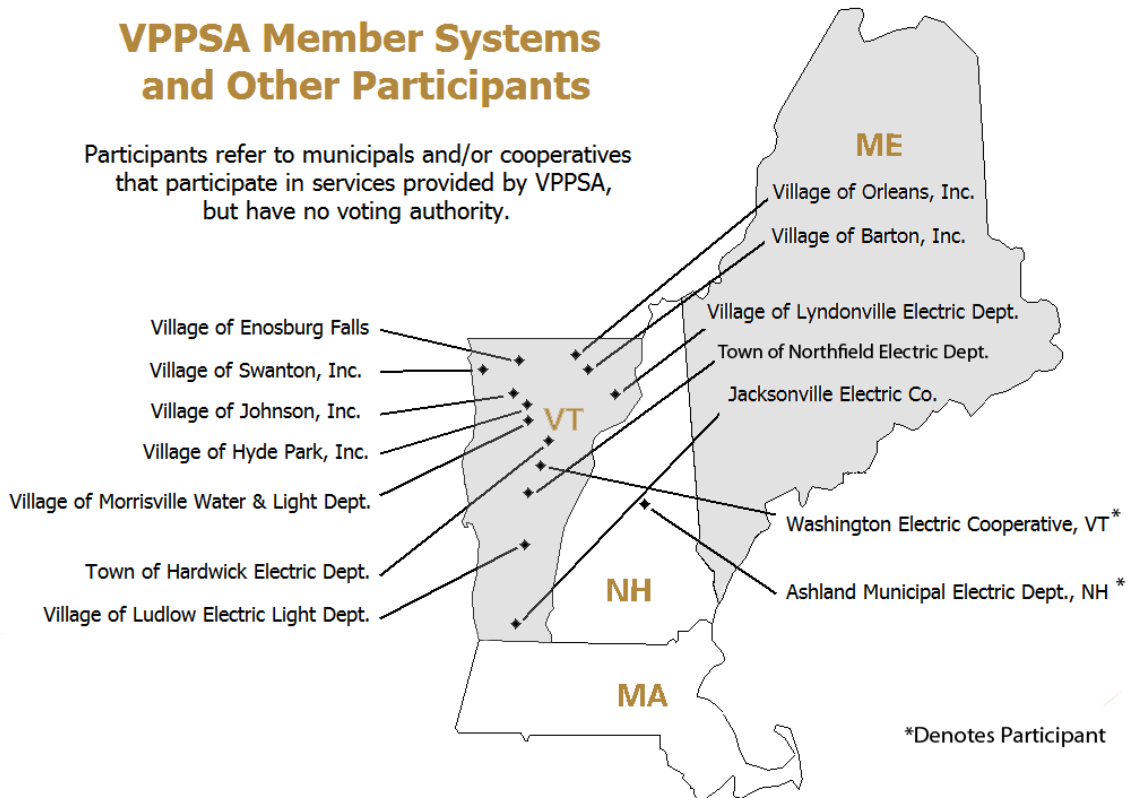 VPPSA Member Systems
and Other Participants
Participants refer to municipals and/or cooperatives
that participate in services provided by VPPSA,
but have no voting authority.
ME
Village of Orleans, Inc.
Village of Barton, Inc.
Village of Lyndonville Electric Dept.
Town of Northfield Electric Dept.
Jacksonville Electric Co.
Village of Enosburg Falls
Village of Swanton, Inc.
Village of Johnson, Inc.
VT
Village of Hyde Park, Inc.
Village of Morrisville Water & Light Dept.
Town of Hardwick Electric Dept.
Village of Ludlow Electric Light Dept.
Washington Electric Cooperative, VT*
Ashland Municipal Electric Dept., NH *
NH
MA
*Denotes Participant